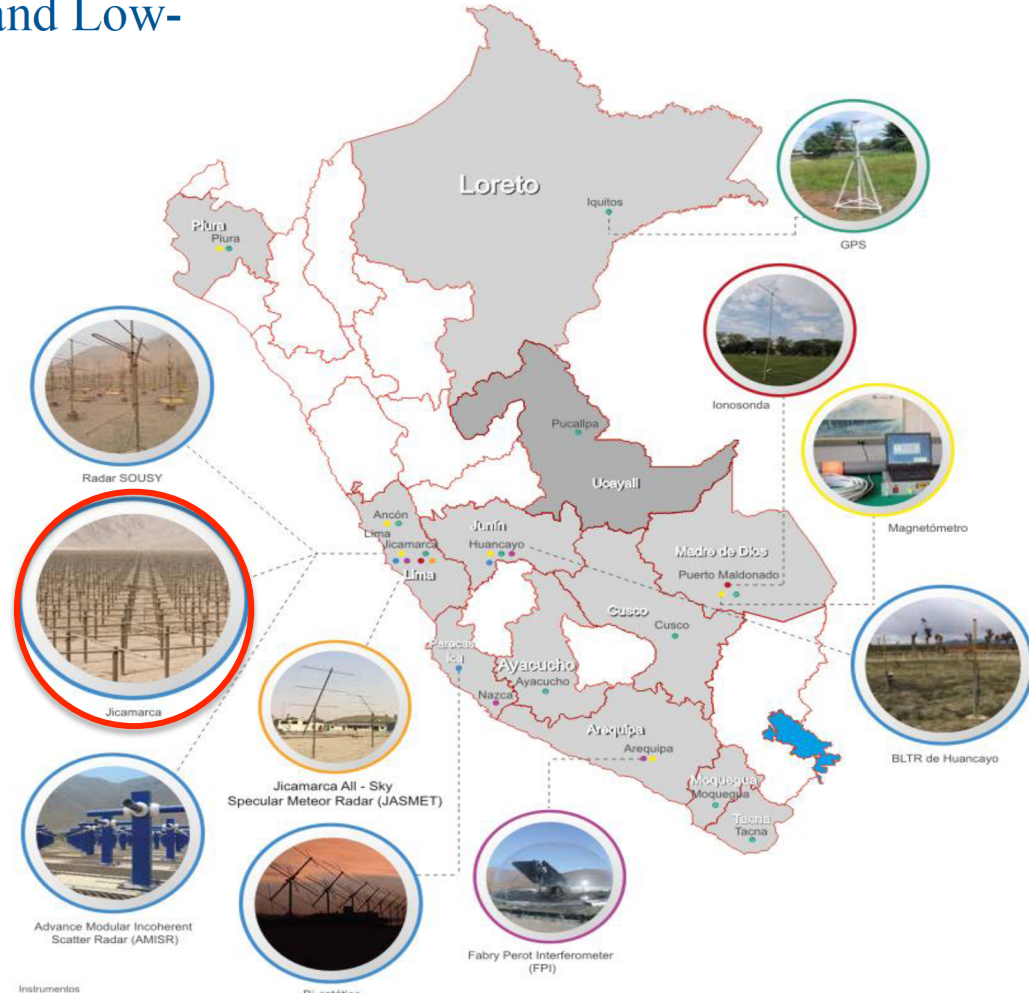 and Low-
Loreto
Iquitos
GPS
Piura
Piura
Ionosonda
Pucallpa
Radar SOUSY
Ucayali
Magnetómetro
Ancón
Lima
Junín
Jicamarca
Huancayo
Madre de Dios
Lima
Puerto Maldonado
Cusco
Cusco
Paracas
Ica
Ayacucho
Ayacucho
Jicamarca
Nazca
Arequipa
Arequipa
BLTR de Huancayo
Jicamarca All - Sky
Specular Meteor Radar (JASMET)
Moquegua
Moquegua
Tacna
Tacna
Advance Modular Incoherent
Scatter Radar (AMISR)
Fabry Perot Interferometer
(FPI)
Instrumentos